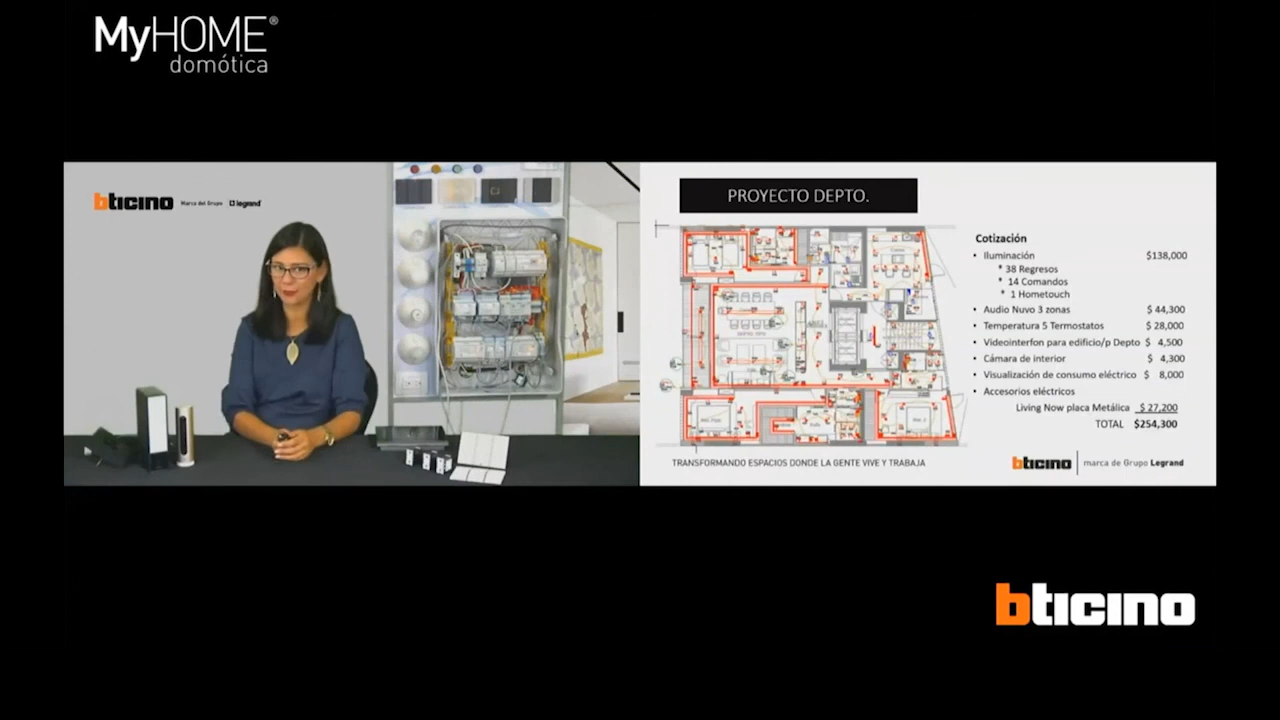 MyHOME®
domótica
bticino Marca del Grupo legrand
PROYECTO DEPTO.
Cotización
• Iluminación $138,000
* 38 Regresos
* 14 Comandos
* 1 Hometouch
• Audio Nuvo 3 zonas $ 44,300
• Temperatura 5 Termostatos $ 28,000
• Videointerfon para edificio/p Depto $ 4,500
• Cámara de interior $ 4,300
• Visualización de consumo eléctrico $ 8,000
• Accesorios eléctricos
Living Now placa Metálica $ 27,200
TOTAL $254,300
TRANSFORMANDO ESPACIOS DONDE LA GENTE VIVE Y TRABAJA
bticino marca de Grupo Legrand
bticino